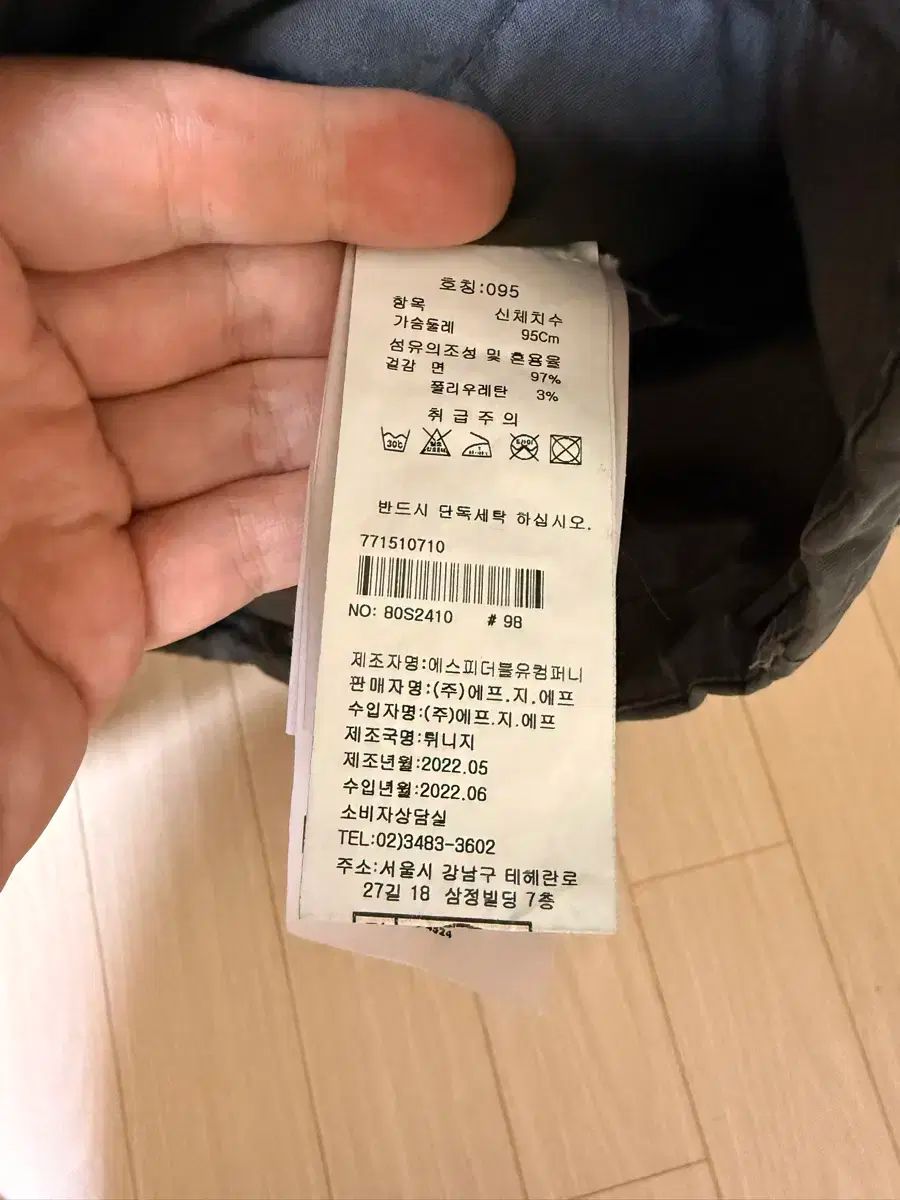 호칭:095
항목 신체치수
가슴둘레 95Cm
섬유의조성 및 혼용율
겉감 면 97%
폴리우레탄 3%
취급주의
30℃
반드시 단독세탁 하십시오.
771510710
NO: 80S2410 # 98
제조자명:에스피더블유컴퍼니
판매자명:(주)에프.지.에프
수입자명:(주)에프.지.에프
제조국명:튀니지
제조년월:2022.05
수입년월:2022.06
소비자상담실
TEL:02)3483-3602
주소:서울시 강남구 테헤란로
27길 18 삼정빌딩 7층